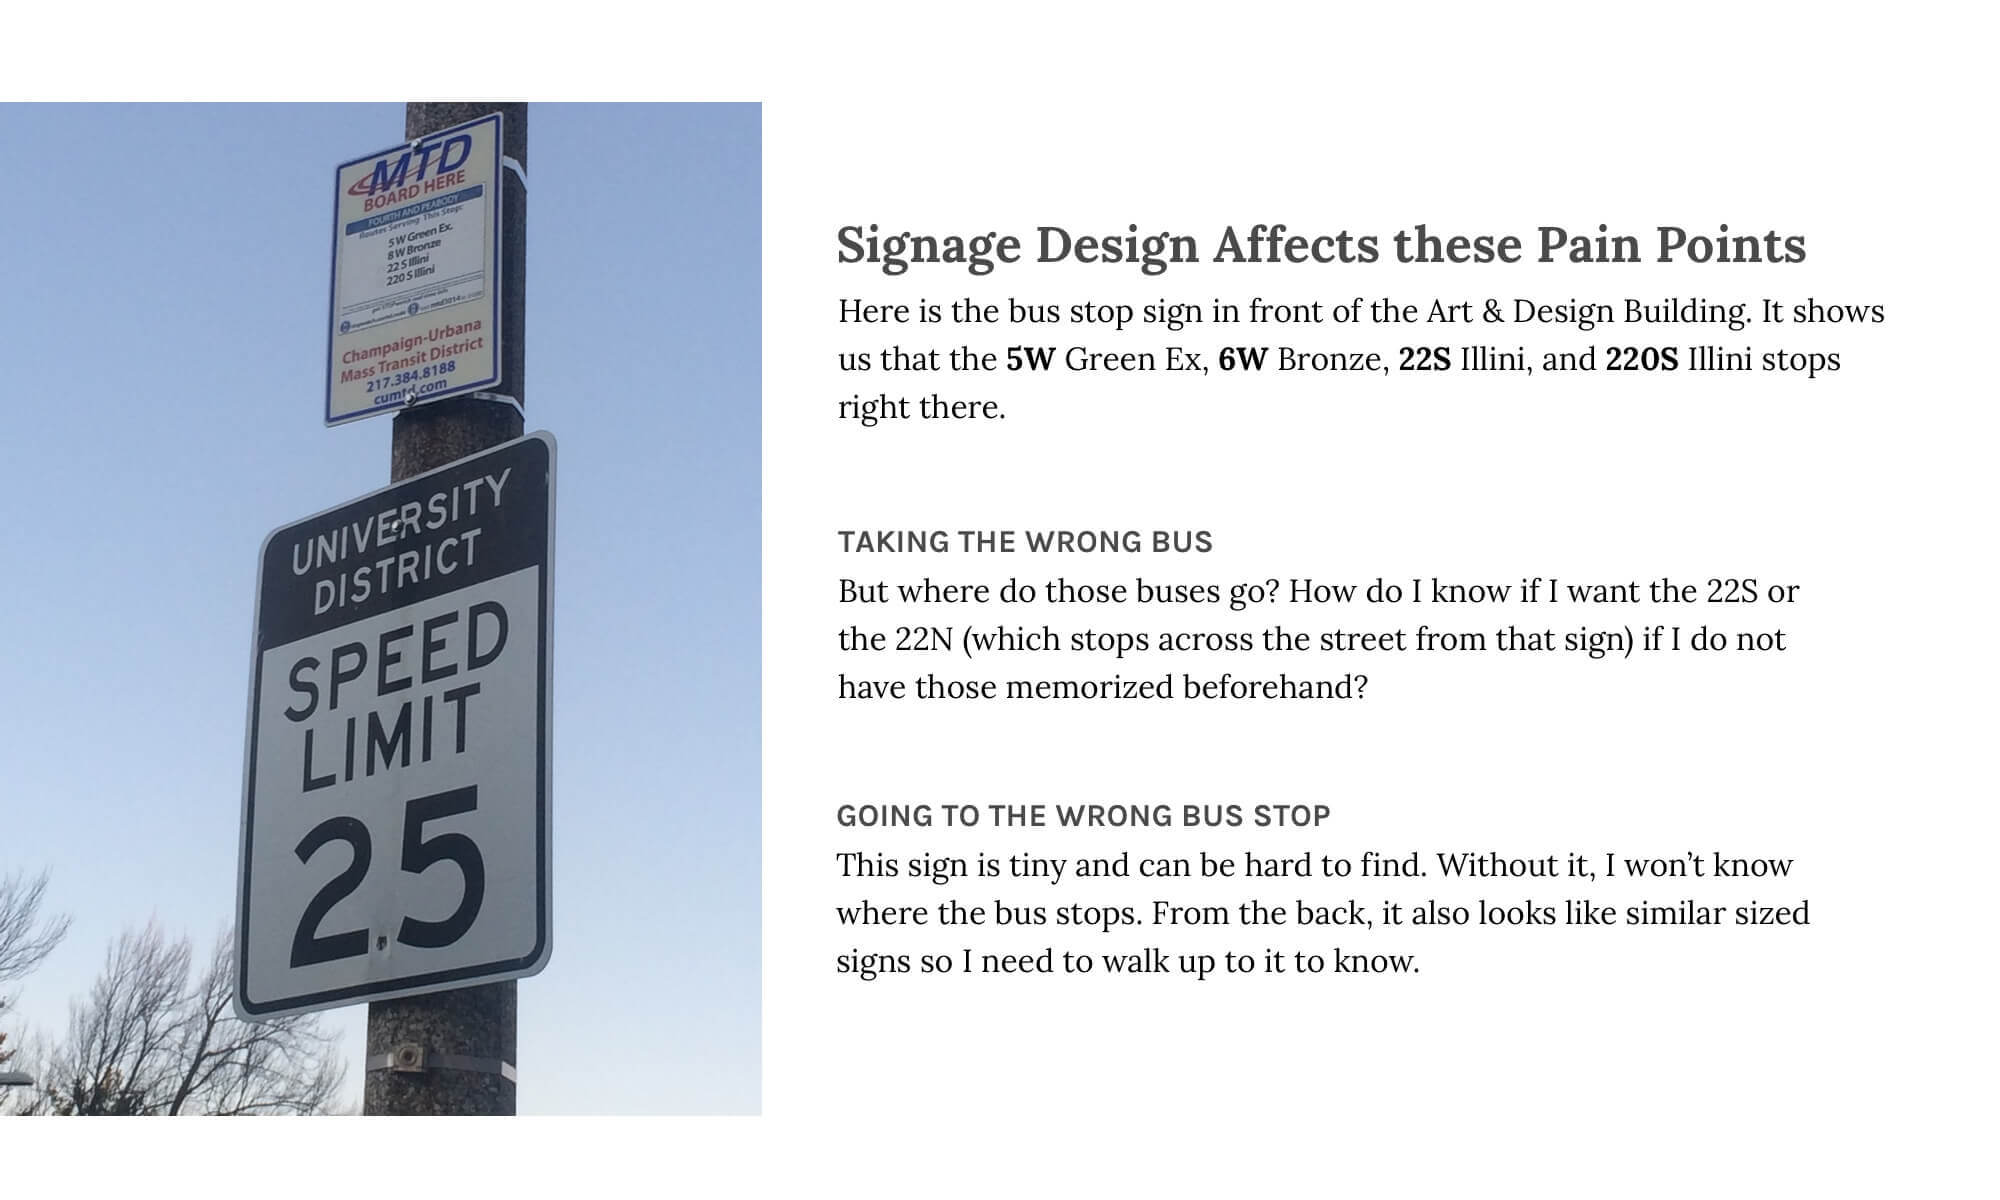 MTD
BOARD HERE
FOURTH AND PEABODY
Routes Serving This Stop:
5 W Green Ex.
8 W Bronze
22 S Illini
220 S Illini
Champaign-Urbana
Mass Transit District
217.384.8188
cumtd.com
UNIVERSITY
DISTRICT
SPEED
LIMIT
25
Signage Design Affects these Pain Points
Here is the bus stop sign in front of the Art & Design Building. It shows
us that the 5W Green Ex, 6W Bronze, 22S Illini, and 220S Illini stops
right there.
TAKING THE WRONG BUS
But where do those buses go? How do I know if I want the 22S or
the 22N (which stops across the street from that sign) if I do not
have those memorized beforehand?
GOING TO THE WRONG BUS STOP
This sign is tiny and can be hard to find. Without it, I won’t know
where the bus stops. From the back, it also looks like similar sized
signs so I need to walk up to it to know.